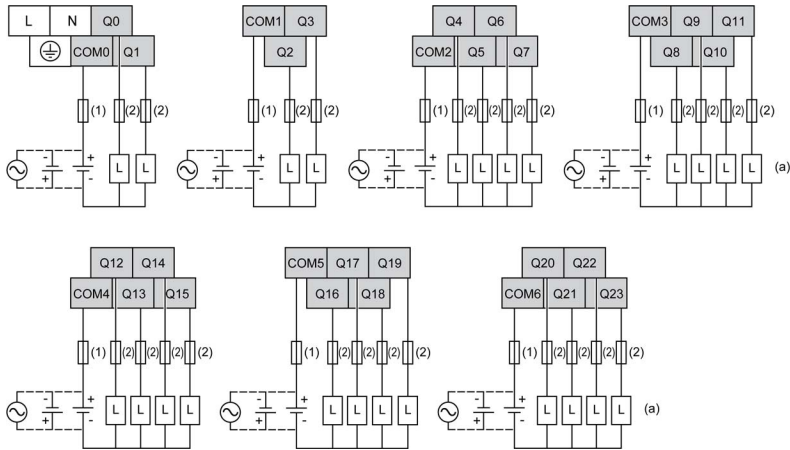 L N Q0 COM1 Q3 Q4 Q6 COM3 Q9 Q11
COM0 Q1 Q2 COM2 Q5 Q7 Q8 Q10
(1) (2) (2) (1) (2) (2) (1) (2) (2) (2) (2) (1) (2) (2) (2) (2)
- + - + - + - +
+ - L L + - L L + - L L L L + - L L L L (a)
Q12 Q14 COM5 Q17 Q19 Q20 Q22
COM4 Q13 Q15 Q16 Q18 COM6 Q21 Q23
(1) (2) (2) (2) (2) (1) (2) (2) (2) (2) (1) (2) (2) (2) (2)
- + - + - +
+ - L L L L + - L L L L + - L L L L (a)